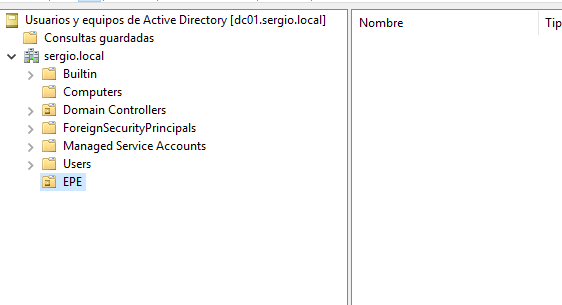 Usuarios y equipos de Active Directory [dc01.sergio.local]
Consultas guardadas
sergio.local
Builtin
Computers
Domain Controllers
ForeignSecurityPrincipals
Managed Service Accounts
Users
EPE
Nombre
Tip